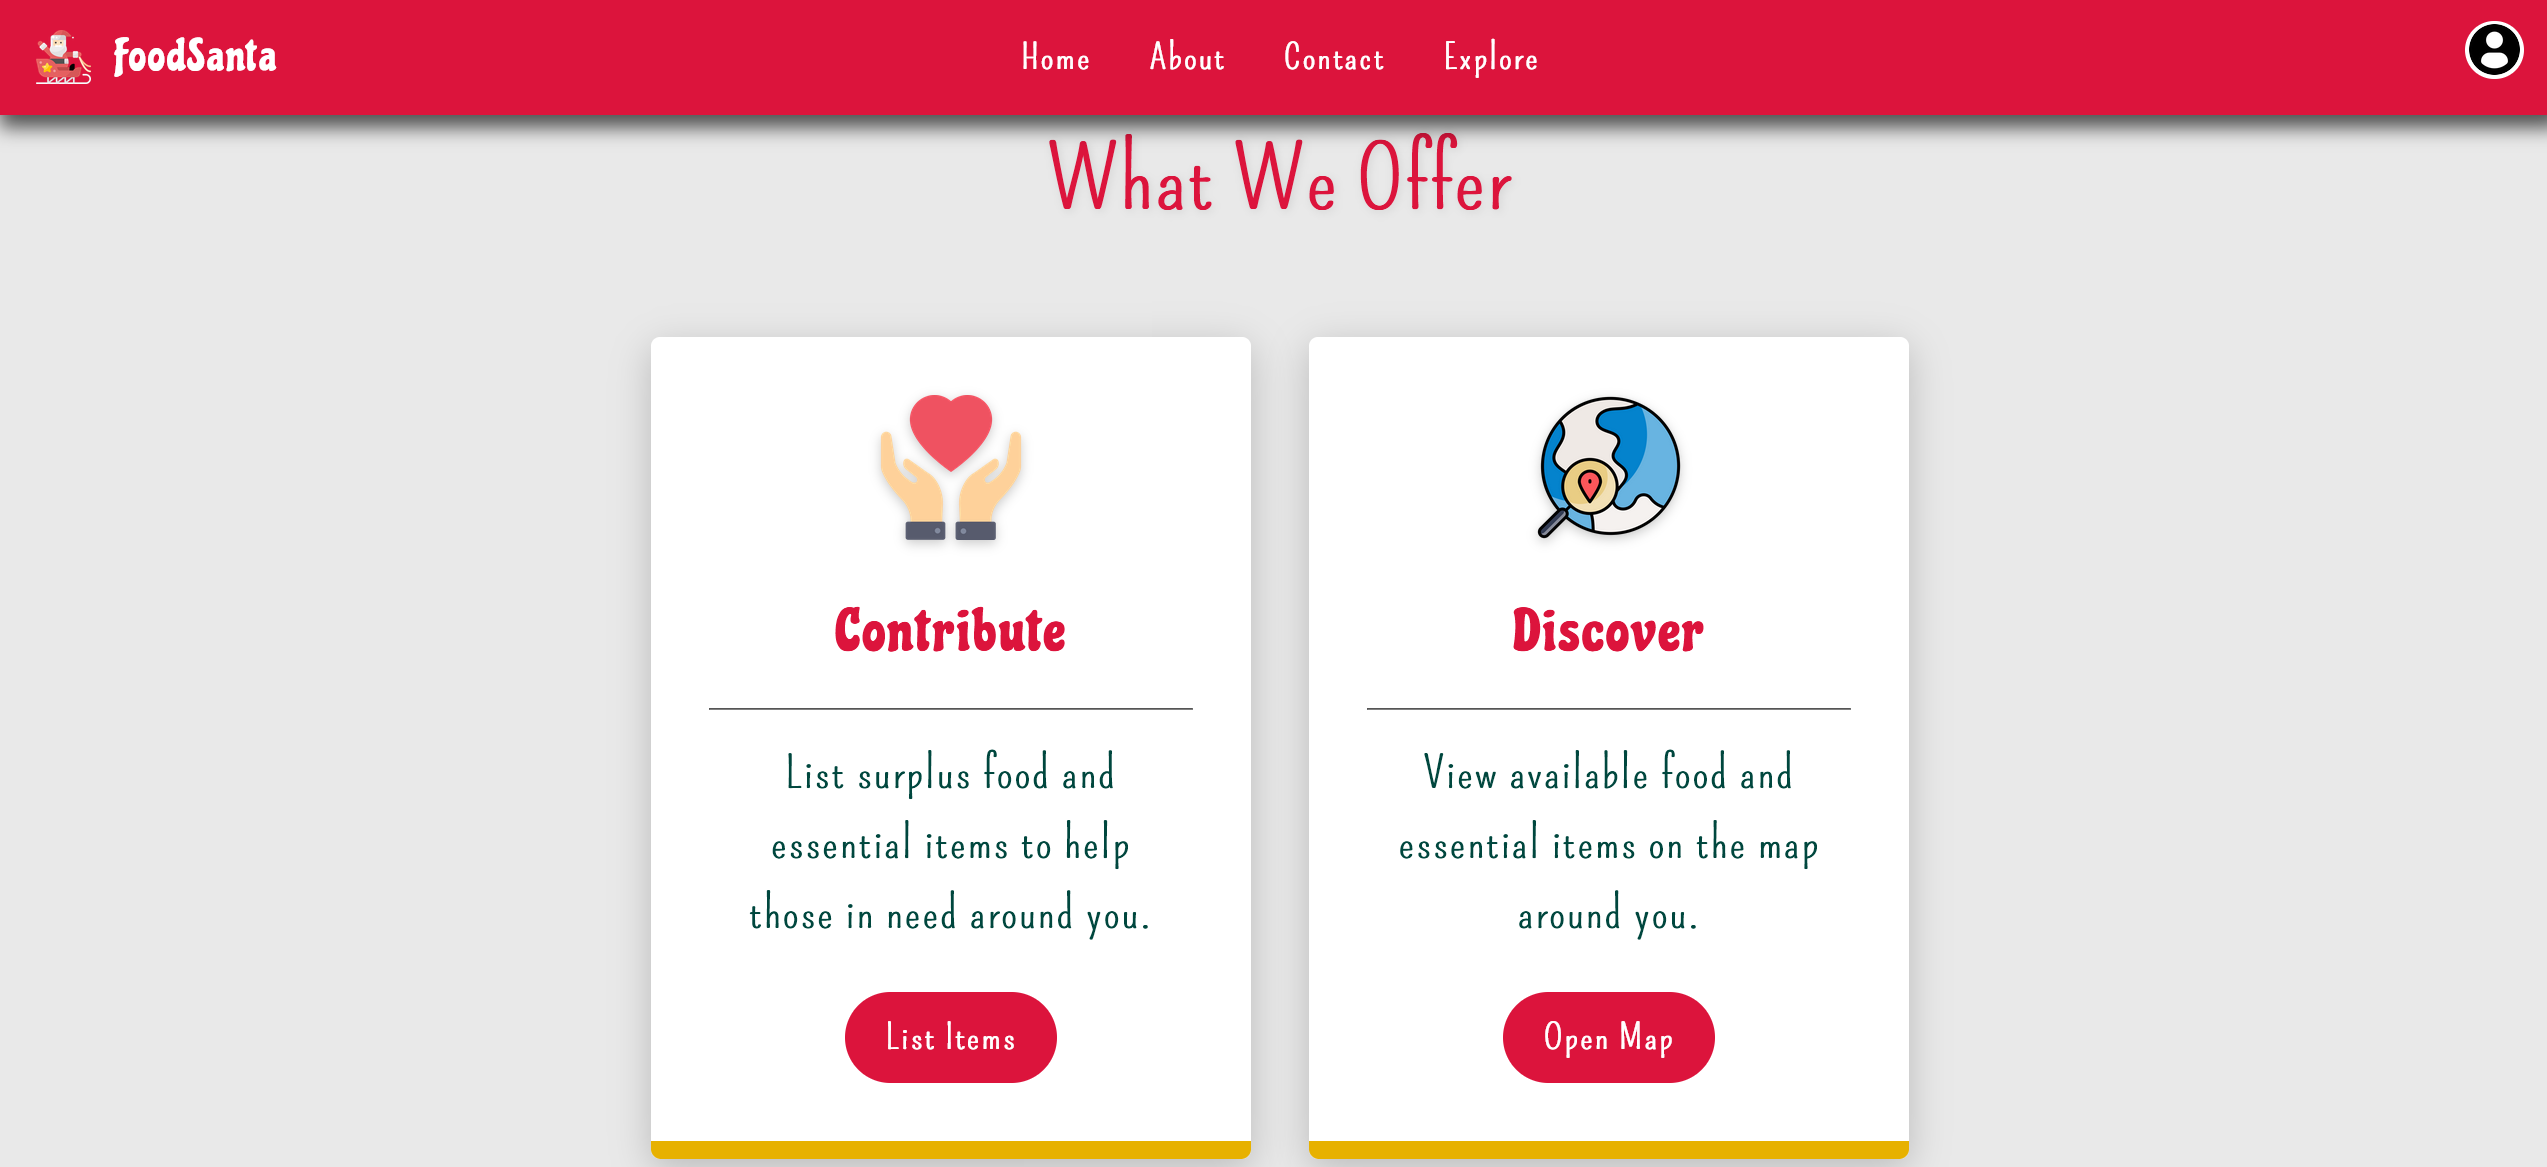 FoodSanta
Home About Contact Explore
What We Offer
Contribute
List surplus food and
essential items to help
those in need around you.
List Items
Discover
View available food and
essential items on the map
around you.
Open Map